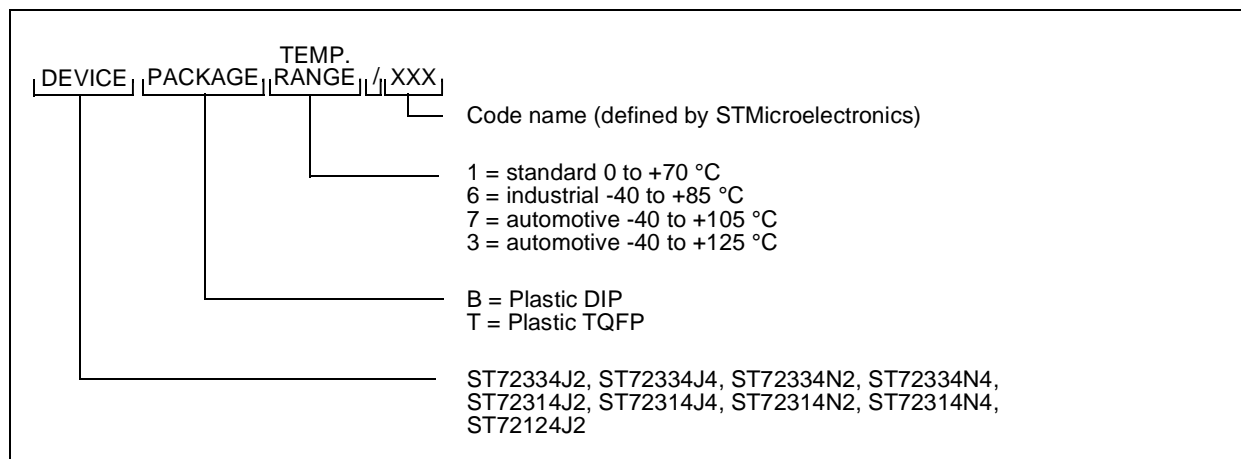 TEMP.
DEVICE PACKAGE RANGE / XXX
Code name (defined by STMicroelectronics)
1 = standard 0 to +70 °C
6 = industrial -40 to +85 °C
7 = automotive -40 to +105 °C
3 = automotive -40 to +125 °C
B = Plastic DIP
T = Plastic TQFP
ST72334J2, ST72334J4, ST72334N2, ST72334N4,
ST72314J2, ST72314J4, ST72314N2, ST72314N4,
ST72124J2